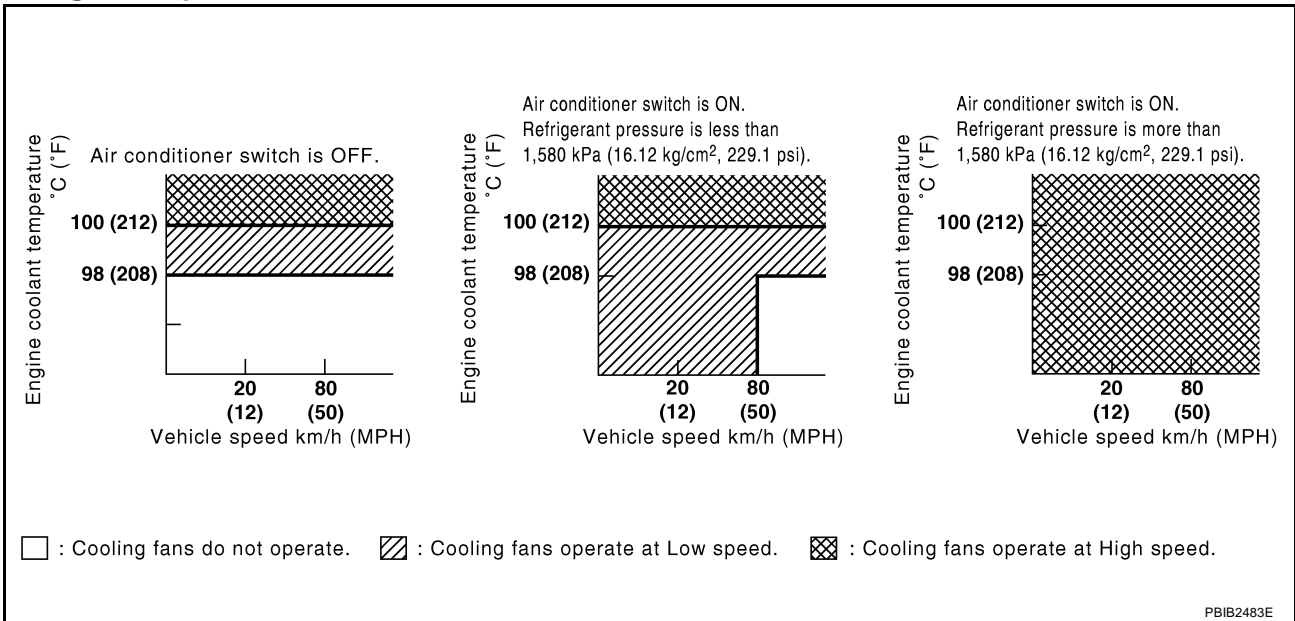 Air conditioner switch is OFF.
Engine coolant temperature
°C (°F)
100 (212)
98 (208)
20
(12)
80
(50)
Vehicle speed km/h (MPH)
Air conditioner switch is ON.
Refrigerant pressure is less than
1,580 kPa (16.12 kg/cm², 229.1 psi).
Engine coolant temperature
°C (°F)
100 (212)
98 (208)
20
(12)
80
(50)
Vehicle speed km/h (MPH)
Air conditioner switch is ON.
Refrigerant pressure is more than
1,580 kPa (16.12 kg/cm², 229.1 psi).
Engine coolant temperature
°C (°F)
100 (212)
98 (208)
20
(12)
80
(50)
Vehicle speed km/h (MPH)
: Cooling fans do not operate.
: Cooling fans operate at Low speed.
: Cooling fans operate at High speed.
PBIB2483E